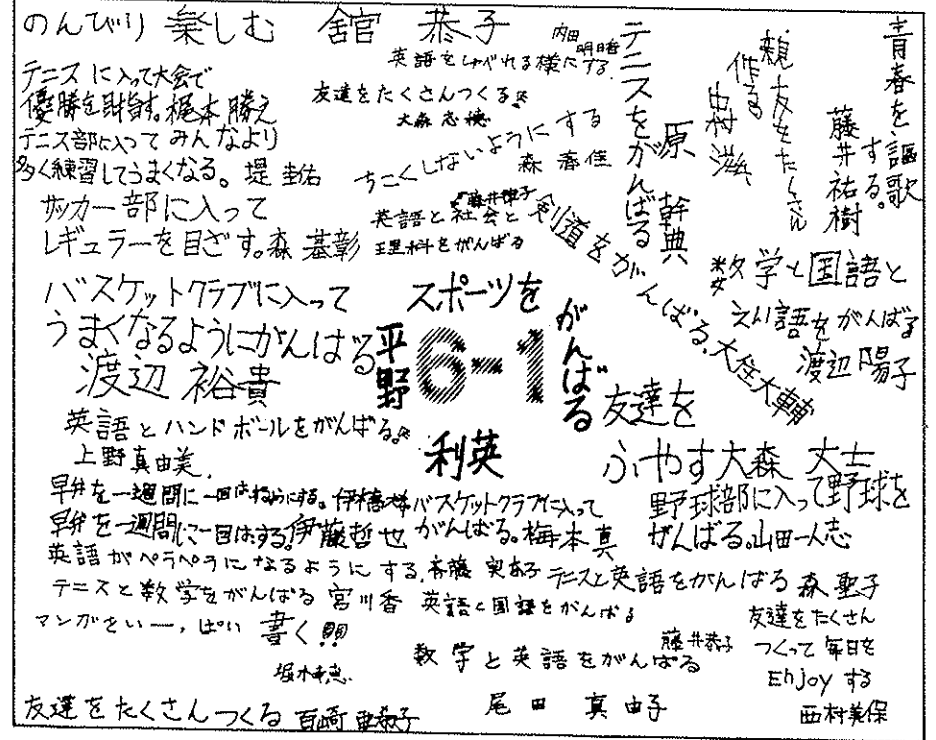 のんびり楽しむ 舘 恭子
内田 明晴
英語をしゃべれる様にする。
テニスに入って大会で
優勝を目指す。梶本 勝え
友達をたくさんつくる。
大森 志穂
テニス部に入ってみんなより
多く練習してうまくなる。堤 圭佑
ちこくしないようにする
森 春佳
サッカー部に入って
レギュラーを目ざす。森 基彰
英語と社会と
理科をがんばる
テニスをがんばる
原 幹典
親友をたくさん
作る
中村
青春を謳歌
する。
藤井祐樹
剣道をがんばる。大住大輔
数学と国語と
えい語をがんばる
渡辺陽子
バスケットクラブに入って
うまくなるようにがんばる
渡辺 裕貴
スポーツを
がんばる
平野
利英
6-1
友達を
ふやす大森 丈士
英語とハンドボールをがんばる。
上野真由美
早弁を一週間に一回はするようにする。
早弁を一週間に一回はする。伊藤哲也
バスケットクラブに入って
がんばる。梅本真
野球部に入って野球を
がんばる。山田一志
英語がペラペラになるようにする。斉藤 実あ子
テニスと英語をがんばる 森 聖子
テニスと数学をがんばる 宮川香
英語と国語をがんばる
藤井恭子
マンガをいーっぱい 書く!!
数学と英語をがんばる
尾田 真由子
友達をたくさん
つくって毎日を
Enjoyする
西村美保
友達をたくさんつくる